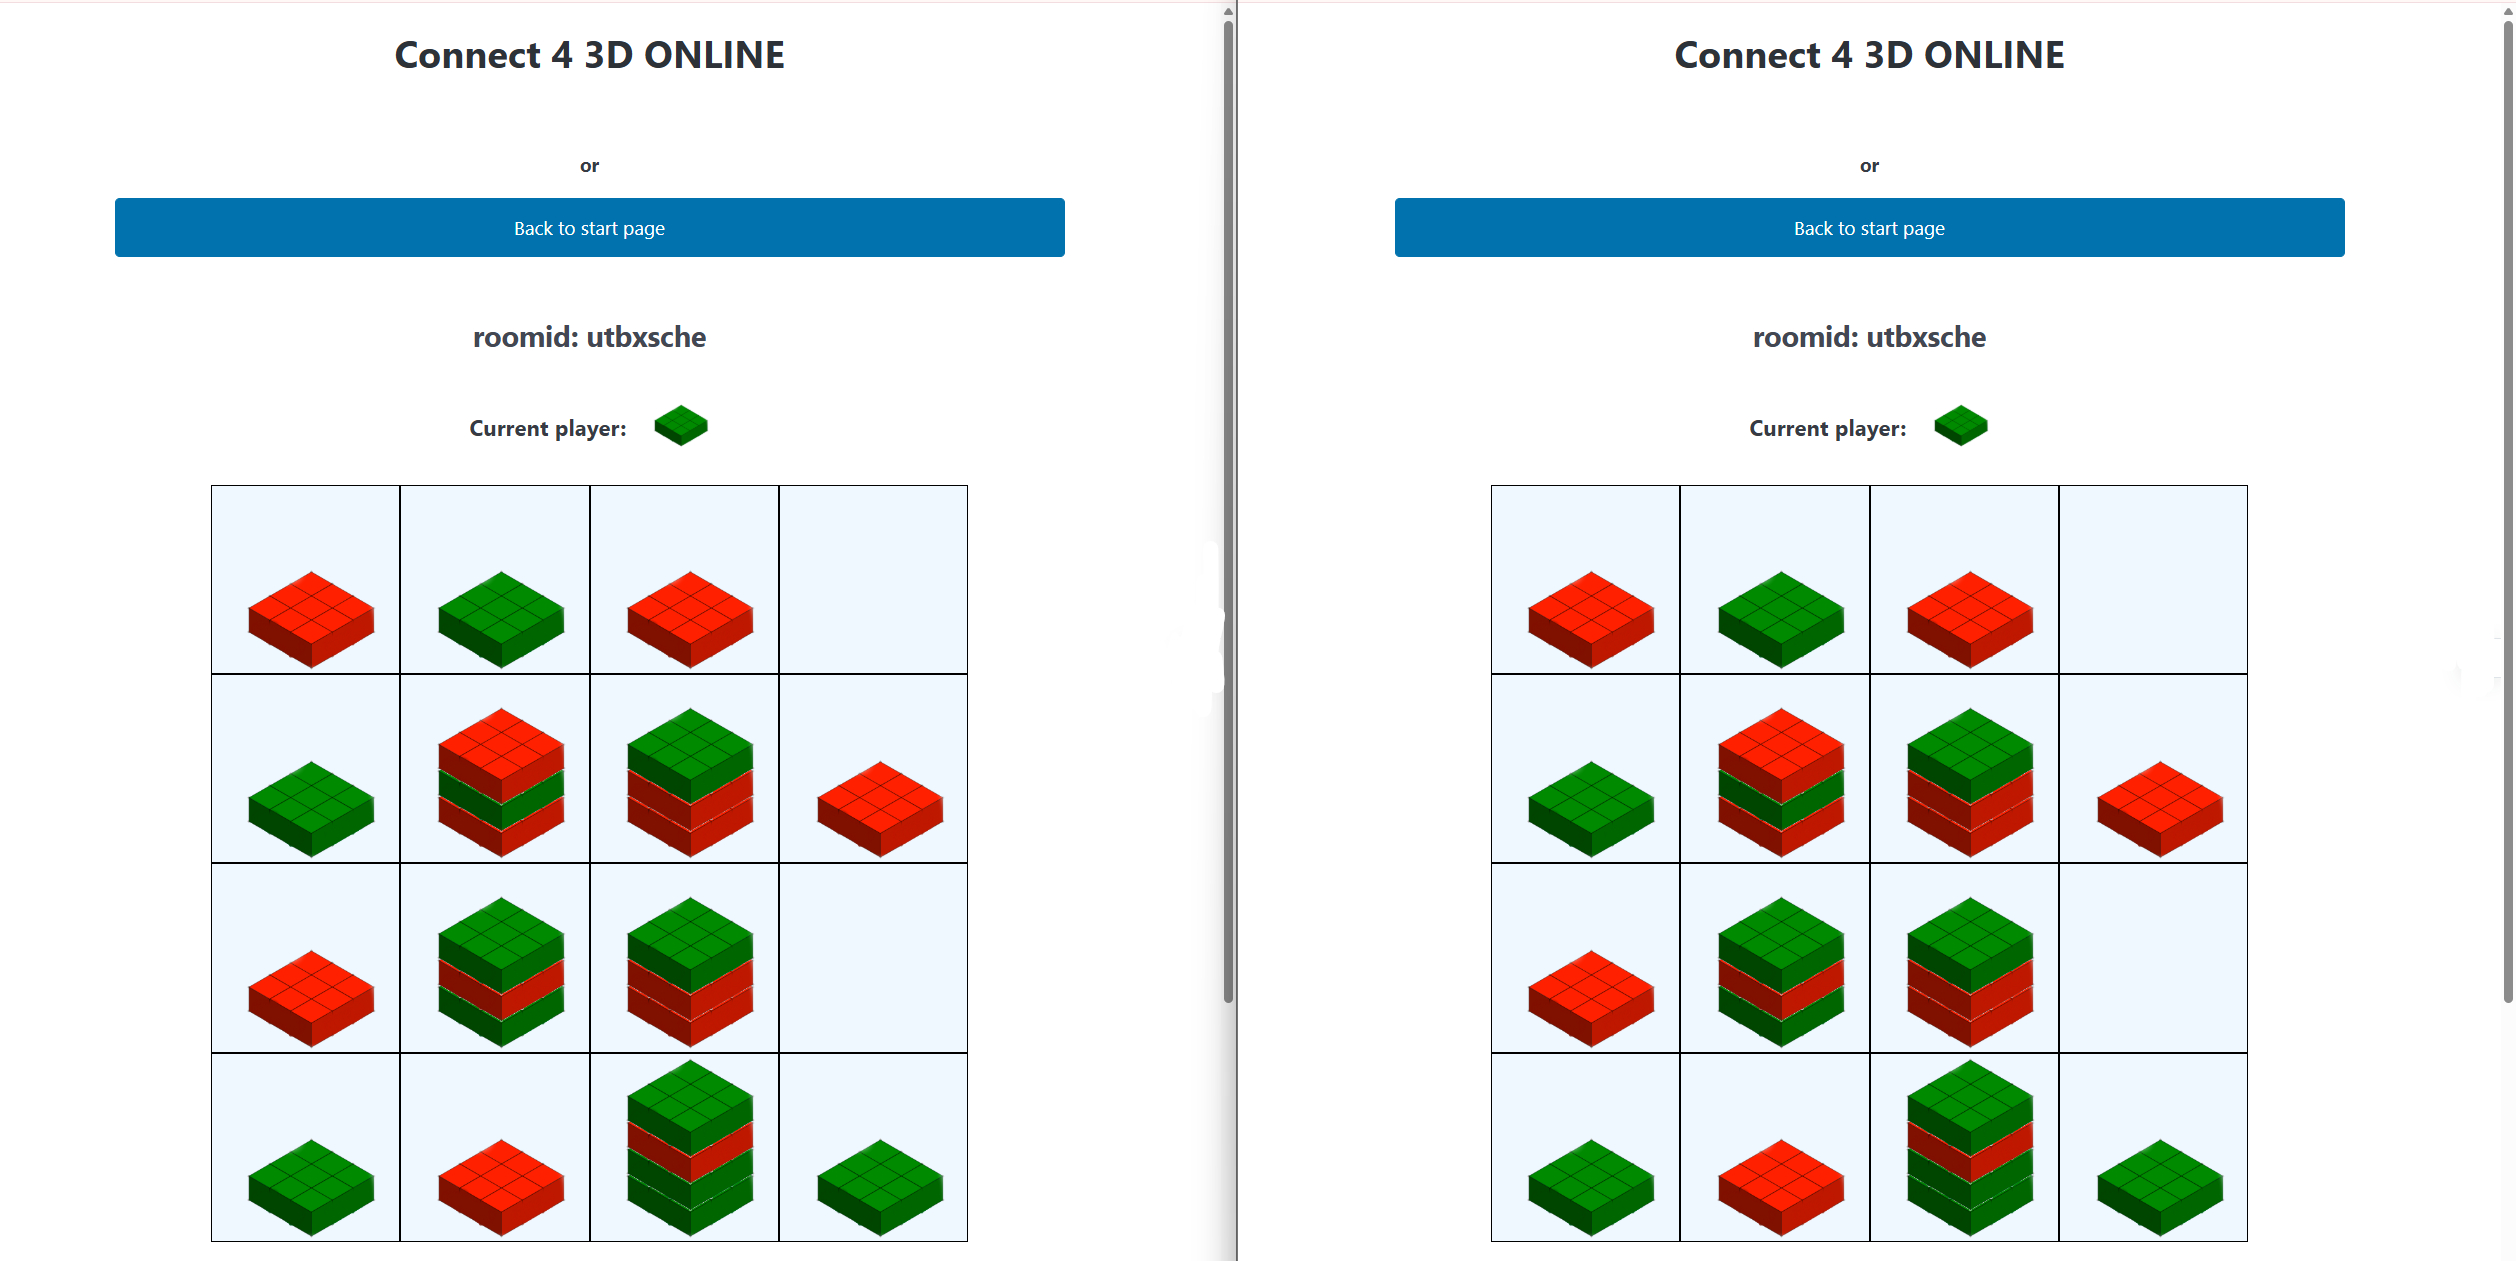 Connect 4 3D ONLINE
or
Back to start page
roomid: utbxsche
Current player:
Connect 4 3D ONLINE
or
Back to start page
roomid: utbxsche
Current player: